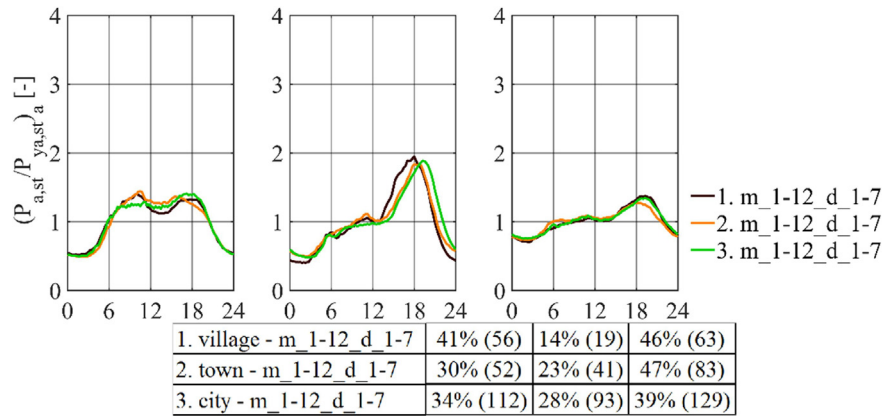 (P_a,st/P_ya,st)_a [-]
4 4 4
3 3 3
2 2 2
1 1 1
0 0 0
0 6 12 18 24 0 6 12 18 24 0 6 12 18 24
1. m_1-12_d_1-7
2. m_1-12_d_1-7
3. m_1-12_d_1-7
1. village - m_1-12_d_1-7 41% (56) 14% (19) 46% (63)
2. town - m_1-12_d_1-7 30% (52) 23% (41) 47% (83)
3. city - m_1-12_d_1-7 34% (112) 28% (93) 39% (129)